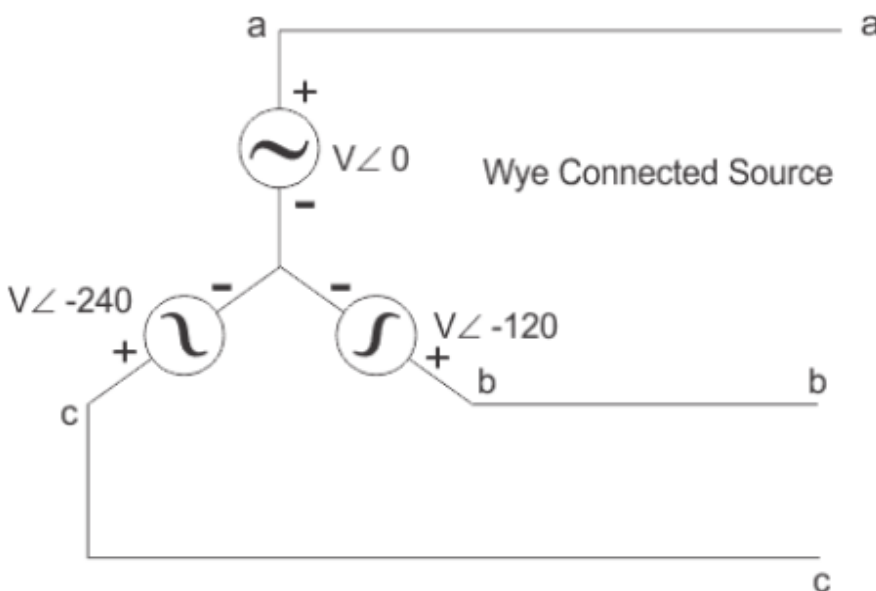 a
a
+
V∠ 0
Wye Connected Source
-
-
-
V∠ -240
V∠ -120
+
+
b
b
c
c